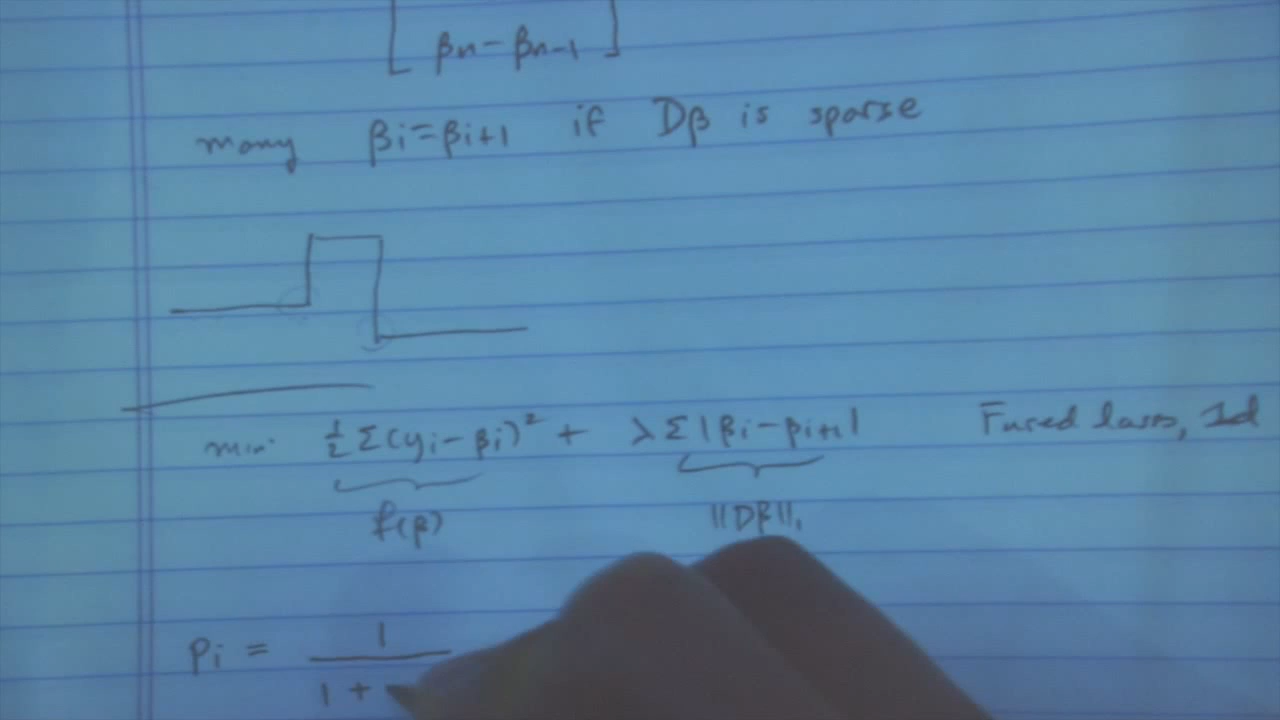 βn - βn-1
many βi = βi+1 if Dβ is sparse
min ½ Σ(yi - βi)² + λ Σ|βi - βi+1| Fused lasso, 1d
f(β) ||Dβ||₁
pi = 1
1 +